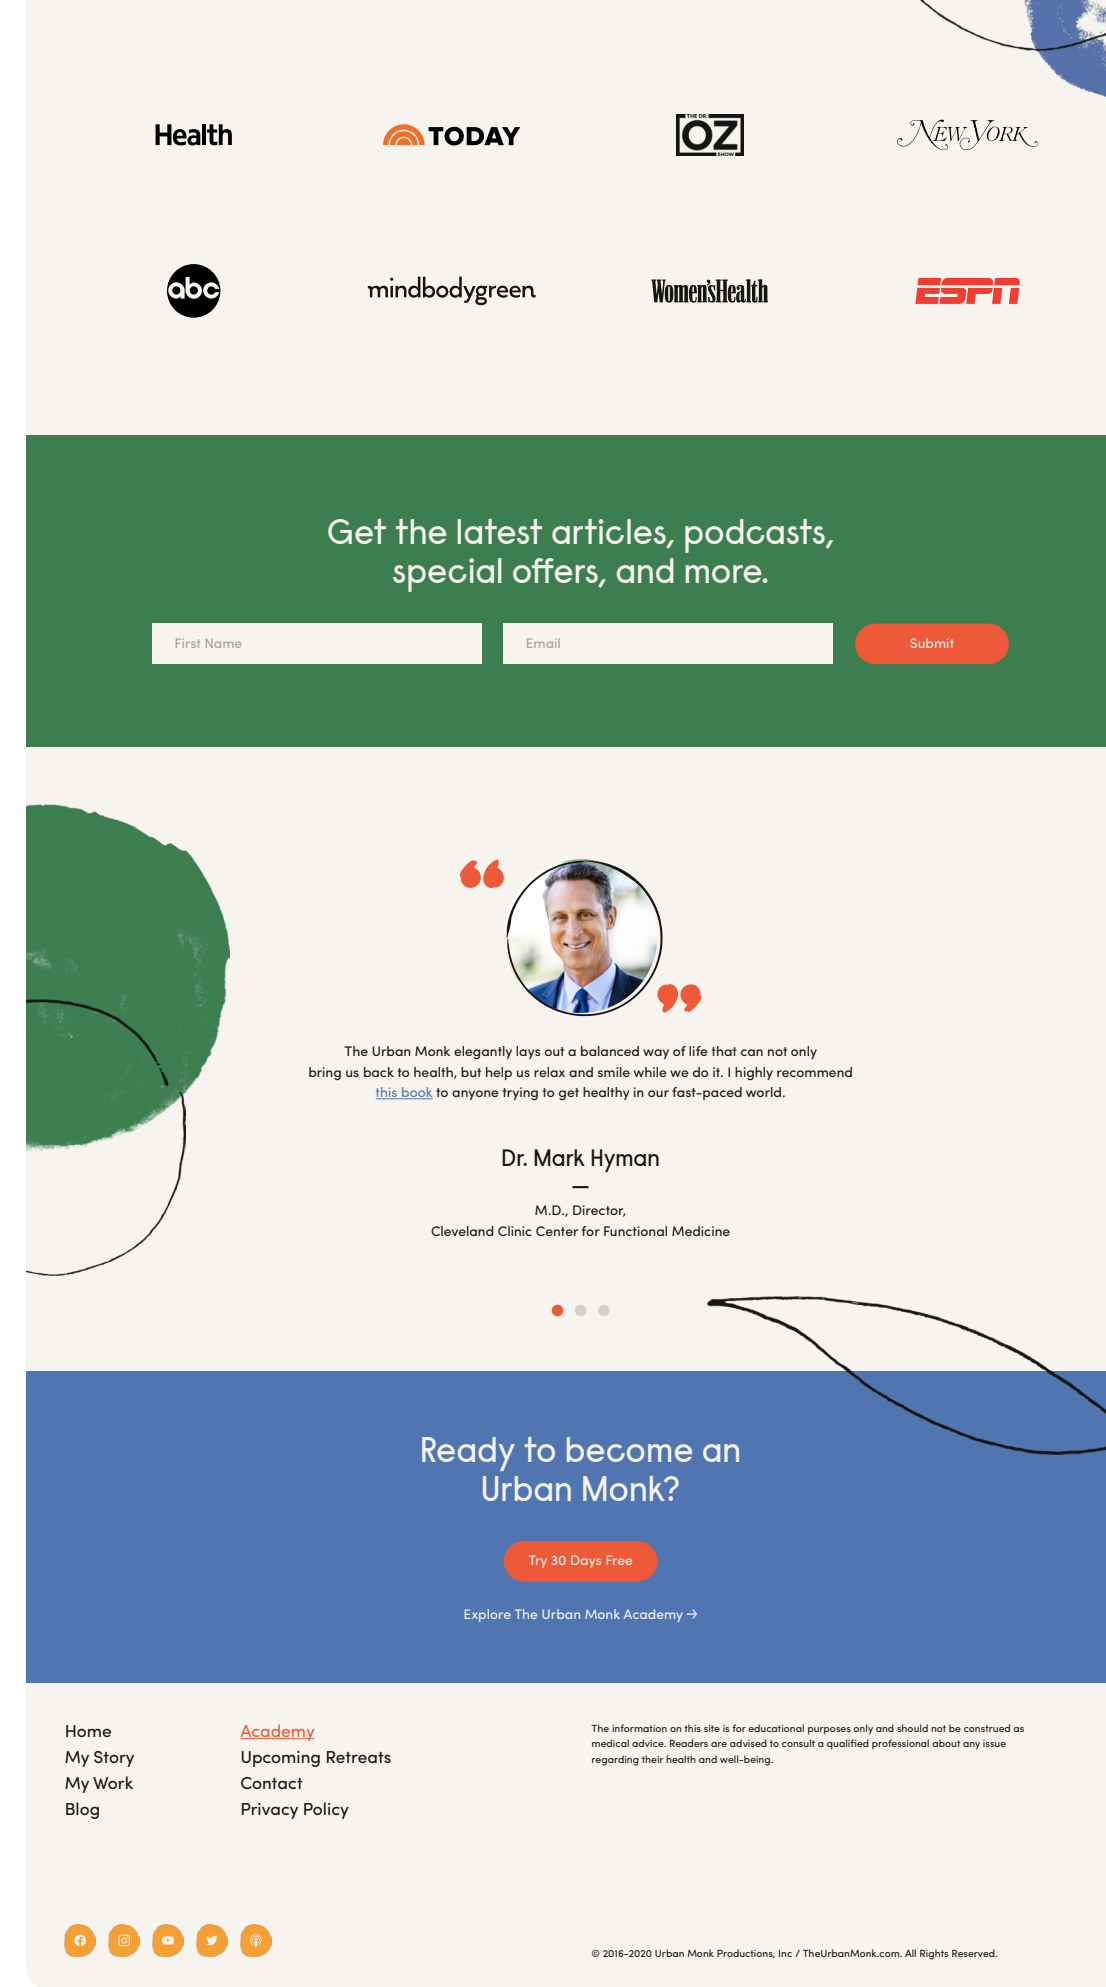 Health
TODAY
THE DR. OZ SHOW
NEW YORK
abc
mindbodygreen
Women'sHealth
ESPN
Get the latest articles, podcasts,
special offers, and more.
First Name
Email
Submit
The Urban Monk elegantly lays out a balanced way of life that can not only
bring us back to health, but help us relax and smile while we do it. I highly recommend
this book to anyone trying to get healthy in our fast-paced world.
Dr. Mark Hyman
M.D., Director,
Cleveland Clinic Center for Functional Medicine
Ready to become an
Urban Monk?
Try 30 Days Free
Explore The Urban Monk Academy →
Home
My Story
My Work
Blog
Academy
Upcoming Retreats
Contact
Privacy Policy
The information on this site is for educational purposes only and should not be construed as
medical advice. Readers are advised to consult a qualified professional about any issue
regarding their health and well-being.
© 2016-2020 Urban Monk Productions, Inc / TheUrbanMonk.com. All Rights Reserved.